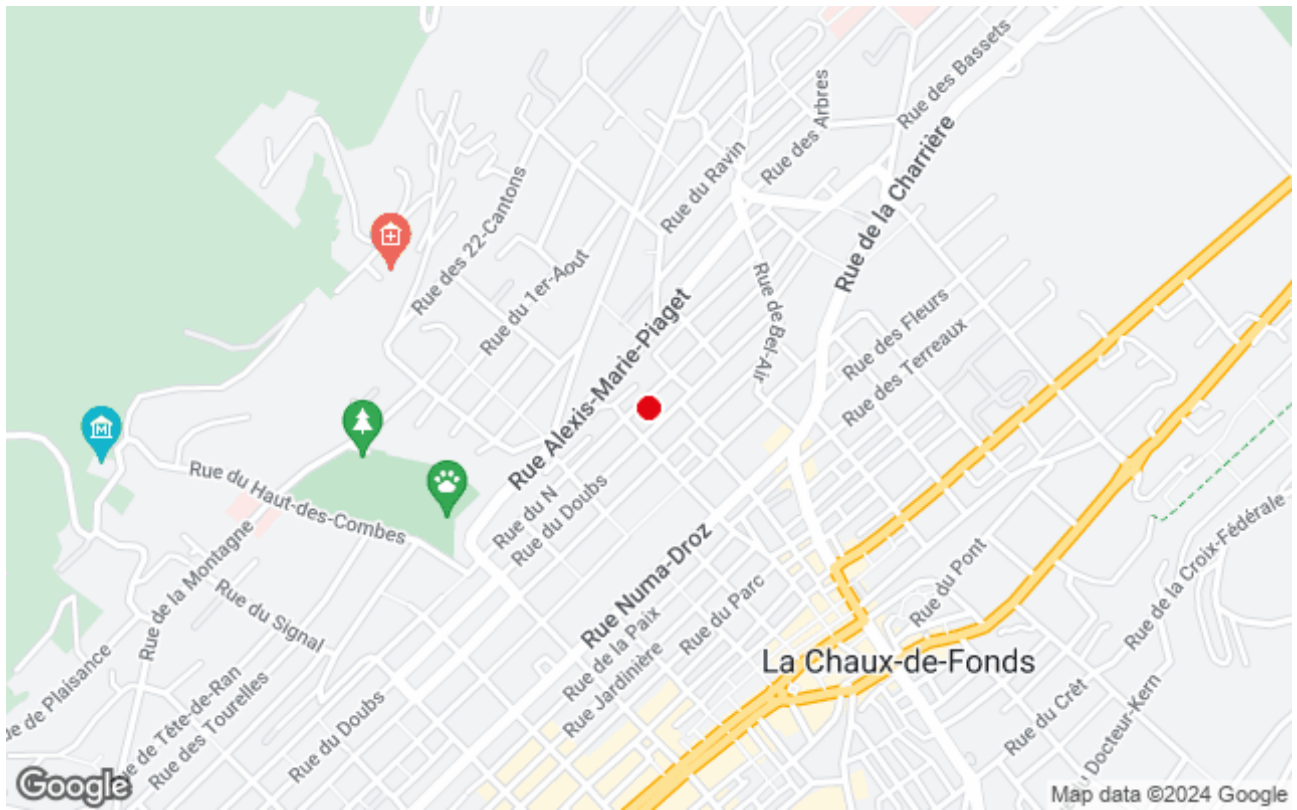 Rue des Bassets
Rue des Arbres
Rue du Ravin
Rue de la Charrière
Rue des 22-Cantons
Rue du 1er-Aout
Rue de Bel-Air
Rue Alexis-Marie-Piaget
Rue des Fleurs
Rue des Terreaux
M
Rue du Haut-des-Combes
Rue du N
Rue du Doubs
Rue Numa-Droz
Rue de la Montagne
Rue du Signal
Rue du Parc
Rue du Pont
Rue de la Croix-Fédérale
Rue de la Paix
Rue Jardinière
La Chaux-de-Fonds
ue de Plaisance
de Tête-de-Ran
Rue des Tourelles
Rue du Doubs
Rue du Crêt
du Docteur-Kern
Google
Map data ©2024 Google